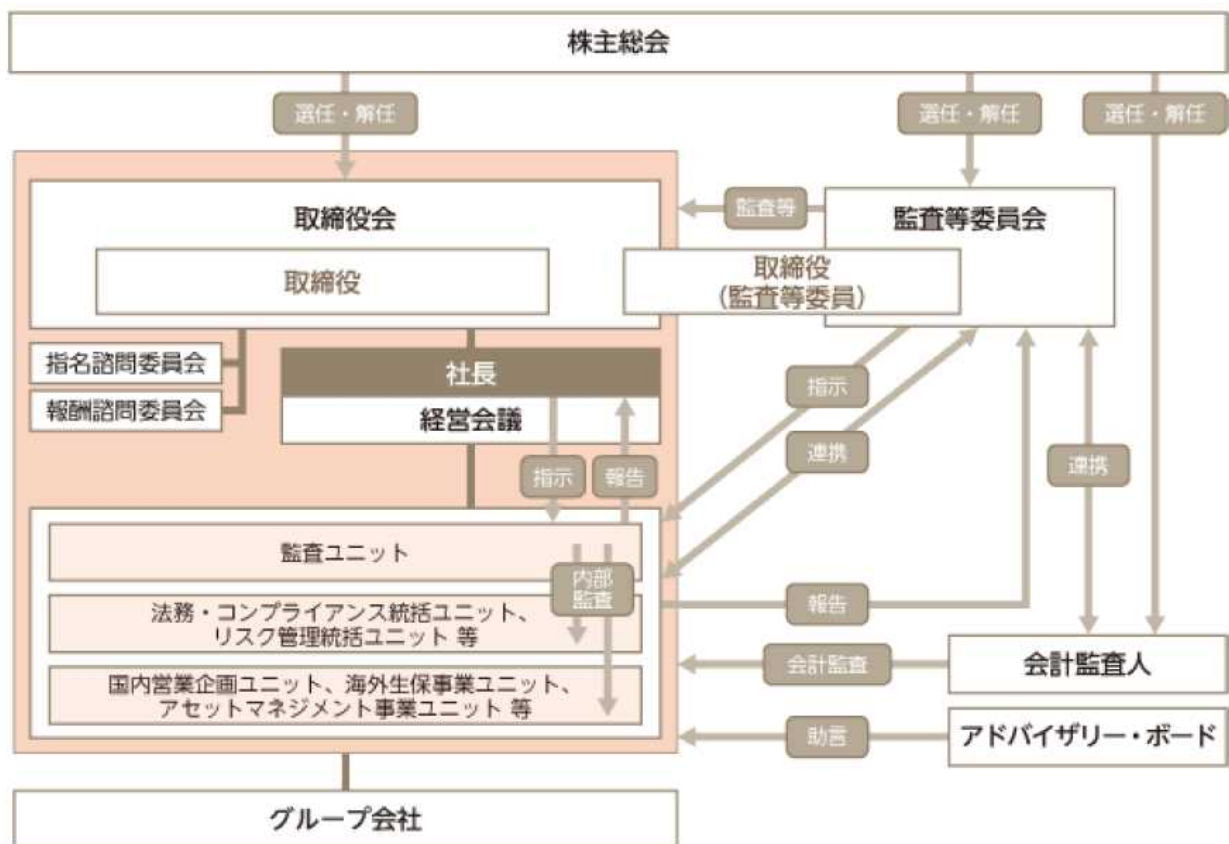 株主総会
選任・解任
選任・解任
選任・解任
取締役会
取締役
監査等
監査等委員会
取締役
（監査等委員）
指名諮問委員会
報酬諮問委員会
社長
経営会議
指示
報告
指示
連携
連携
監査ユニット
内部
監査
法務・コンプライアンス統括ユニット、
リスク管理統括ユニット 等
国内営業企画ユニット、海外生保事業ユニット、
アセットマネジメント事業ユニット 等
報告
会計監査
会計監査人
助言
アドバイザリー・ボード
グループ会社